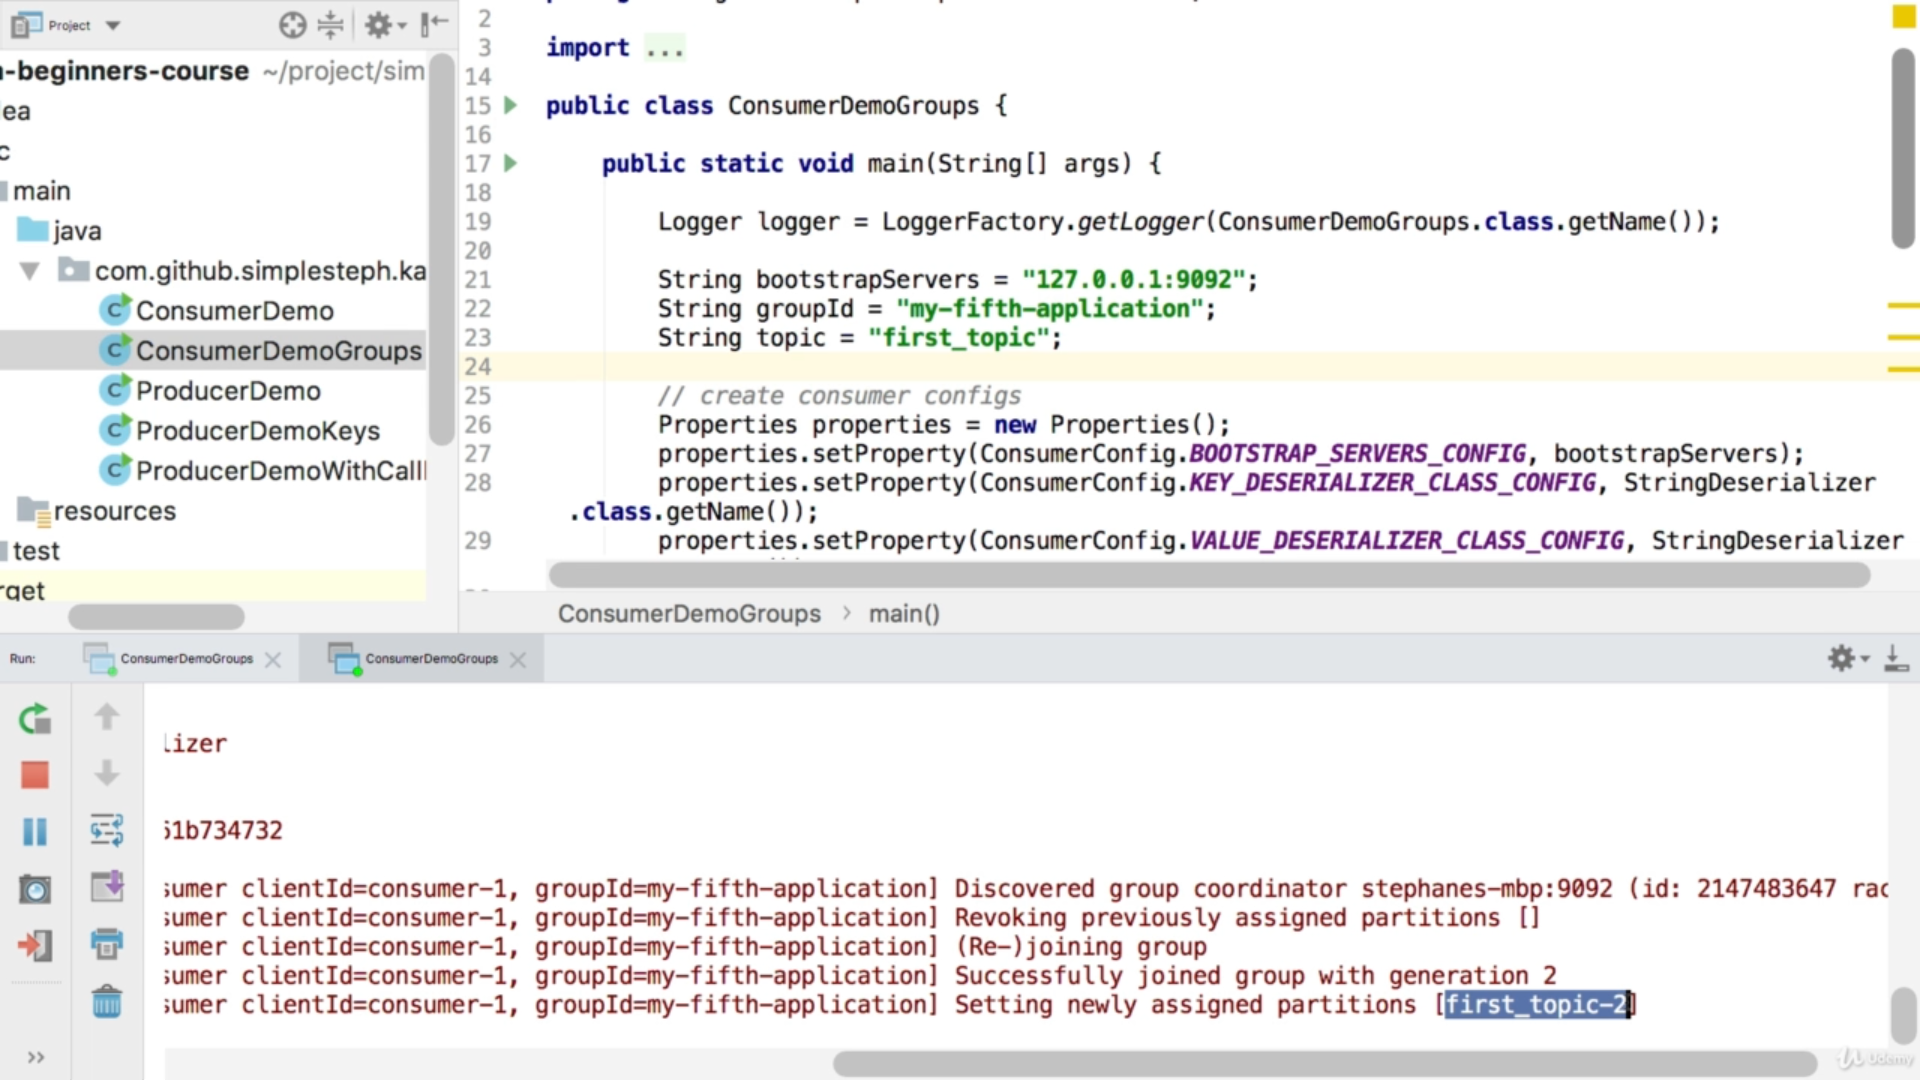 Project
-beginners-course ~/project/sim
ea
c
main
java
com.github.simplesteph.ka
ConsumerDemo
ConsumerDemoGroups
ProducerDemo
ProducerDemoKeys
ProducerDemoWithCall
resources
test
rget
2
3 import ...
14
15 public class ConsumerDemoGroups {
16
17 public static void main(String[] args) {
18
19 Logger logger = LoggerFactory.getLogger(ConsumerDemoGroups.class.getName());
20
21 String bootstrapServers = "127.0.0.1:9092";
22 String groupId = "my-fifth-application";
23 String topic = "first_topic";
24
25 // create consumer configs
26 Properties properties = new Properties();
27 properties.setProperty(ConsumerConfig.BOOTSTRAP_SERVERS_CONFIG, bootstrapServers);
28 properties.setProperty(ConsumerConfig.KEY_DESERIALIZER_CLASS_CONFIG, StringDeserializer
.class.getName());
29 properties.setProperty(ConsumerConfig.VALUE_DESERIALIZER_CLASS_CONFIG, StringDeserializer
ConsumerDemoGroups › main()
Run: ConsumerDemoGroups ConsumerDemoGroups
lizer
51b734732
sumer clientId=consumer-1, groupId=my-fifth-application] Discovered group coordinator stephanes-mbp:9092 (id: 2147483647 rac
sumer clientId=consumer-1, groupId=my-fifth-application] Revoking previously assigned partitions []
sumer clientId=consumer-1, groupId=my-fifth-application] (Re-)joining group
sumer clientId=consumer-1, groupId=my-fifth-application] Successfully joined group with generation 2
sumer clientId=consumer-1, groupId=my-fifth-application] Setting newly assigned partitions [first_topic-2]
Udemy